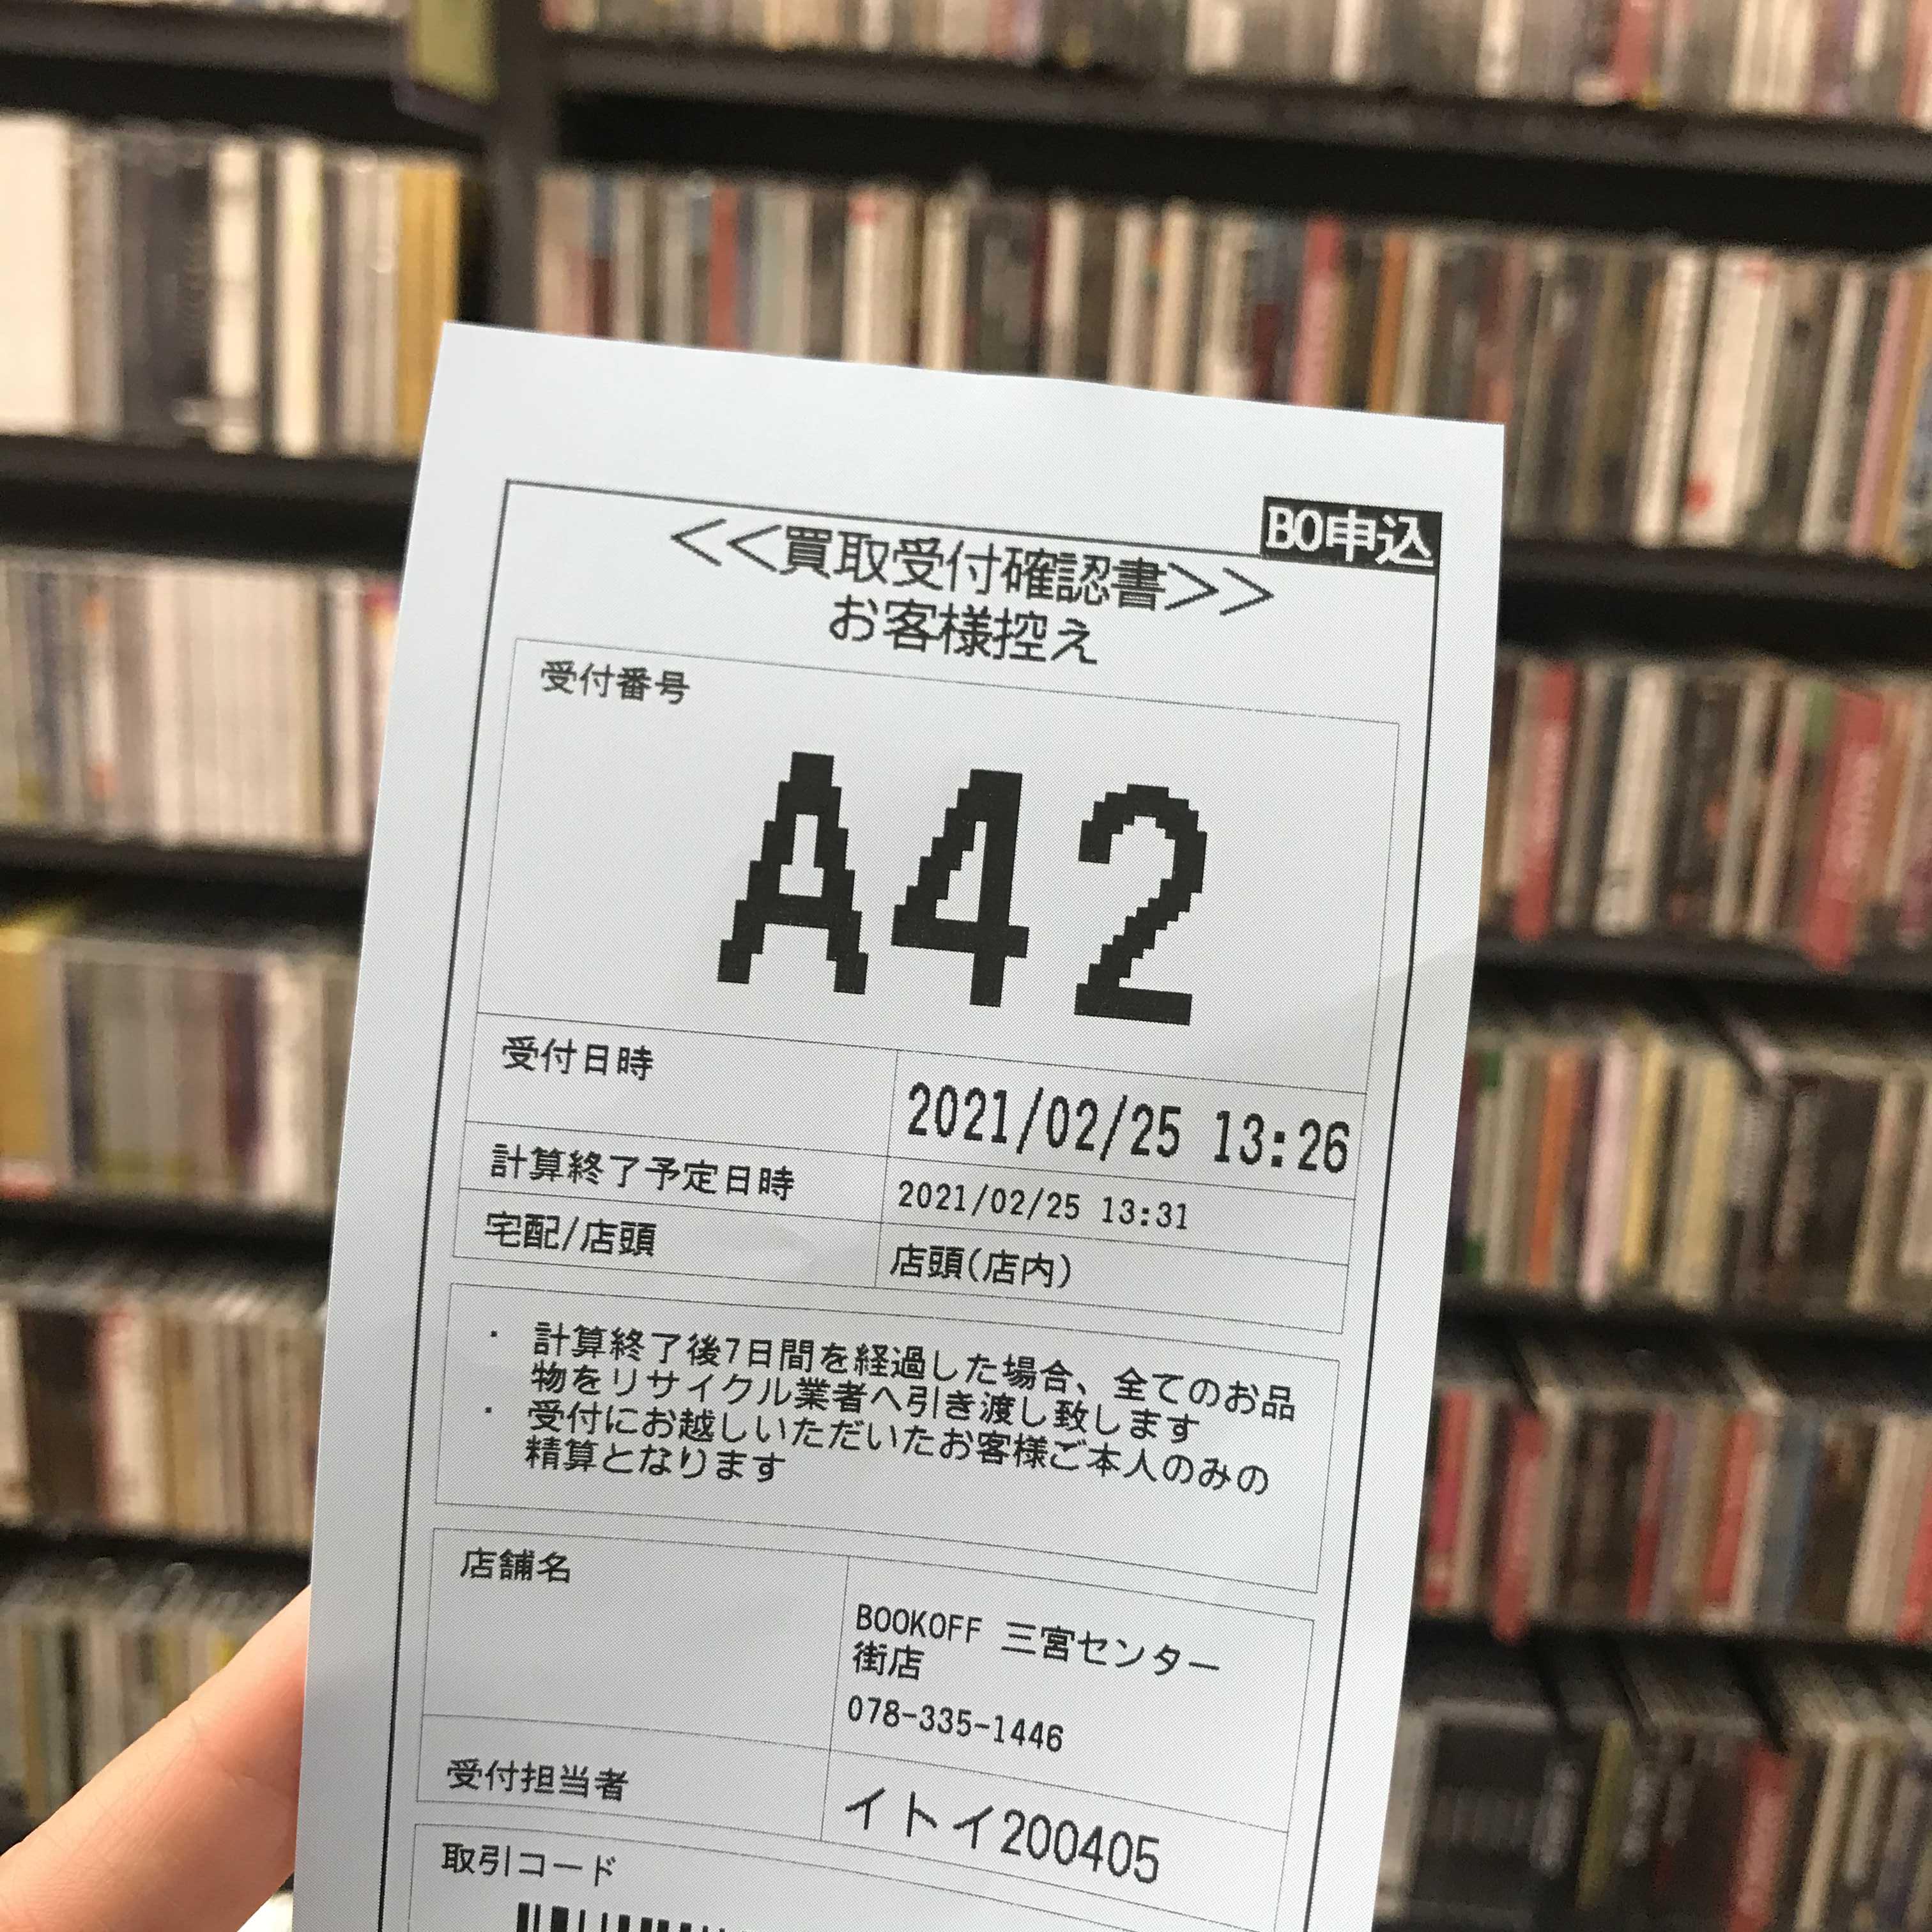 BO申込
<<買取受付確認書>>
お客様控え
受付番号
A42
受付日時
2021/02/25 13:26
計算終了予定日時
2021/02/25 13:31
宅配/店頭
店頭(店内)
・ 計算終了後7日間を経過した場合、全てのお品
物をリサイクル業者へ引き渡し致します
・ 受付にお越しいただいたお客様ご本人のみの
精算となります
店舗名
BOOKOFF 三宮センター
街店
078-335-1446
受付担当者
イトイ200405
取引コード